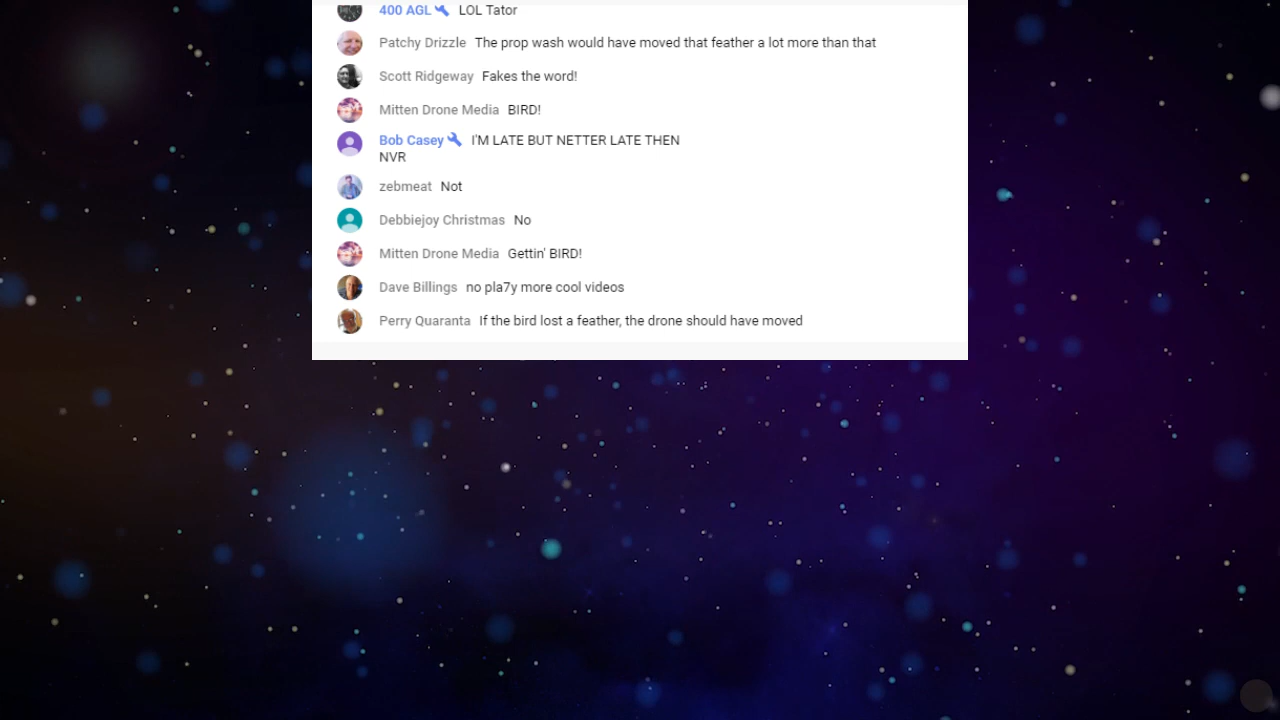 400 AGL LOL Tator
Patchy Drizzle The prop wash would have moved that feather a lot more than that
Scott Ridgeway Fakes the word!
Mitten Drone Media BIRD!
Bob Casey I'M LATE BUT NETTER LATE THEN
NVR
zebmeat Not
Debbiejoy Christmas No
Mitten Drone Media Gettin' BIRD!
Dave Billings no pla7y more cool videos
Perry Quaranta If the bird lost a feather, the drone should have moved